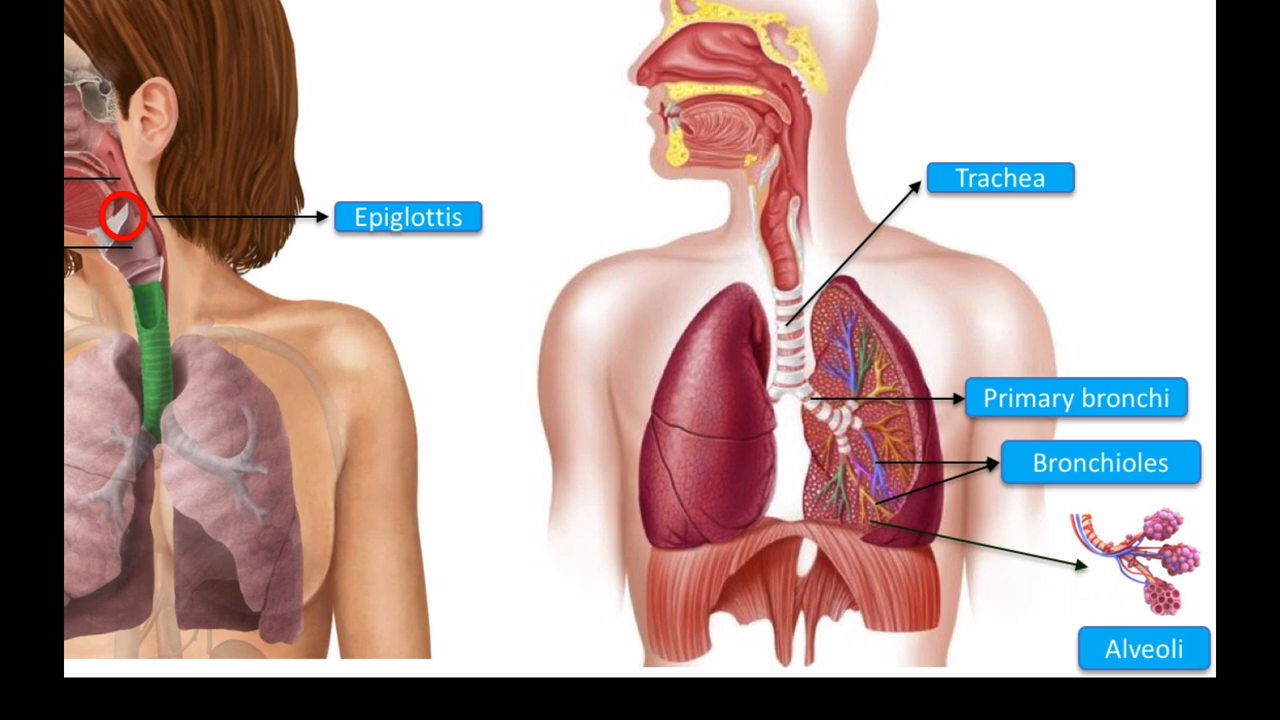 Epiglottis
Trachea
Primary bronchi
Bronchioles
Alveoli